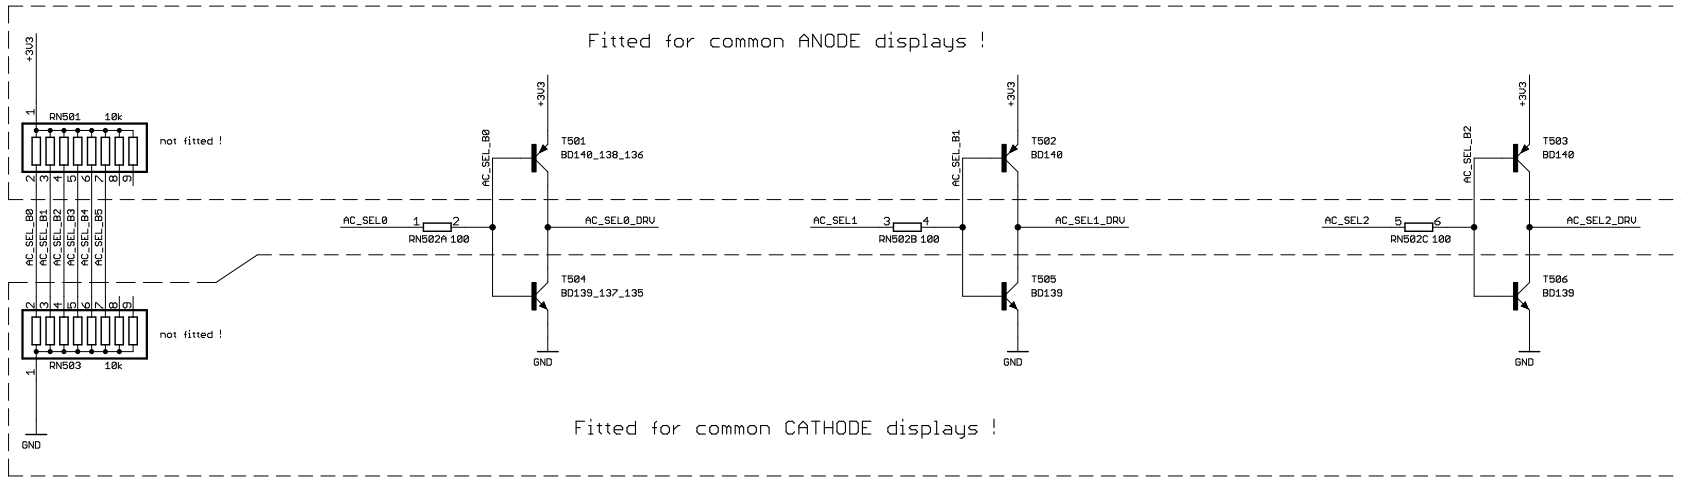 Fitted for common ANODE displays !
+3V3
1
RN501 10k
not fitted !
2 3 4 5 6 7 8 9
AC_SEL_B0
AC_SEL_B1
AC_SEL_B2
AC_SEL_B3
AC_SEL_B4
AC_SEL_B5
2 3 4 5 6 7 8 9
not fitted !
RN503 10k
1
GND
+3V3
AC_SEL_B0
T501
BD140_138_136
AC_SEL0
1 2
RN502A 100
AC_SEL0_DRV
T504
BD139_137_135
GND
+3V3
AC_SEL_B1
T502
BD140
AC_SEL1
3 4
RN502B 100
AC_SEL1_DRV
T505
BD139
GND
+3V3
AC_SEL_B2
T503
BD140
AC_SEL2
5 6
RN502C 100
AC_SEL2_DRV
T506
BD139
GND
Fitted for common CATHODE displays !